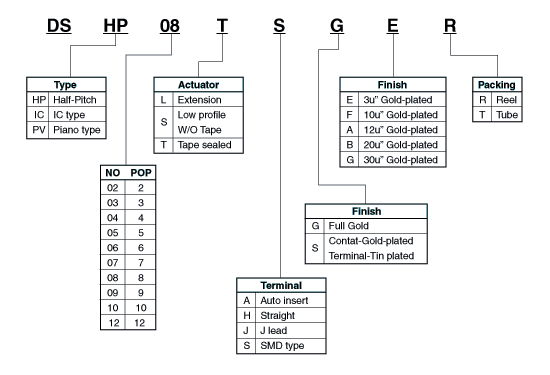 DS HP 08 T S G E R
Type
HP Half-Pitch
IC IC type
PV Piano type
Actuator
L Extension
S Low profile
W/O Tape
T Tape sealed
Finish
E 3u" Gold-plated
F 10u" Gold-plated
A 12u" Gold-plated
B 20u" Gold-plated
G 30u" Gold-plated
Packing
R Reel
T Tube
NO POP
02 2
03 3
04 4
05 5
06 6
07 7
08 8
09 9
10 10
12 12
Finish
G Full Gold
S Contat-Gold-plated
Terminal-Tin plated
Terminal
A Auto insert
H Straight
J J lead
S SMD type